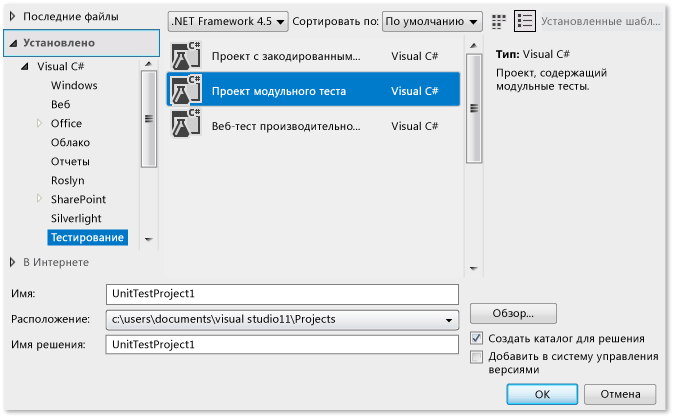 Последние файлы
.NET Framework 4.5 Сортировать по: По умолчанию Установленные шабл...
Установлено
Visual C#
Windows
Веб
Office
Облако
Отчеты
Roslyn
SharePoint
Silverlight
Тестирование
В Интернете
C# Проект с закодированным... Visual C#
C# Проект модульного теста Visual C#
C# Веб-тест производительно... Visual C#
Тип: Visual C#
Проект, содержащий
модульные тесты.
Имя: UnitTestProject1
Расположение: c:\users\documents\visual studio11\Projects
Имя решения: UnitTestProject1
Обзор...
Создать каталог для решения
Добавить в систему управления
версиями
OK Отмена